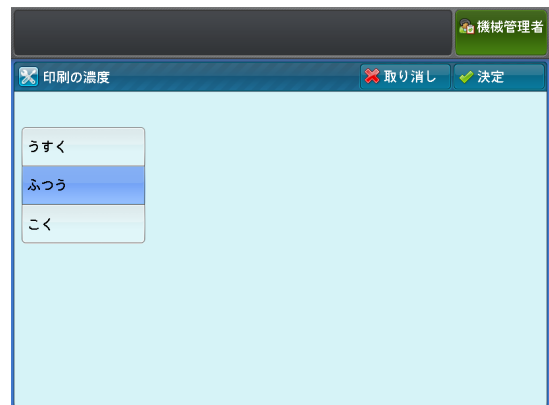 機械管理者
印刷の濃度 取り消し 決定
うすく
ふつう
こく